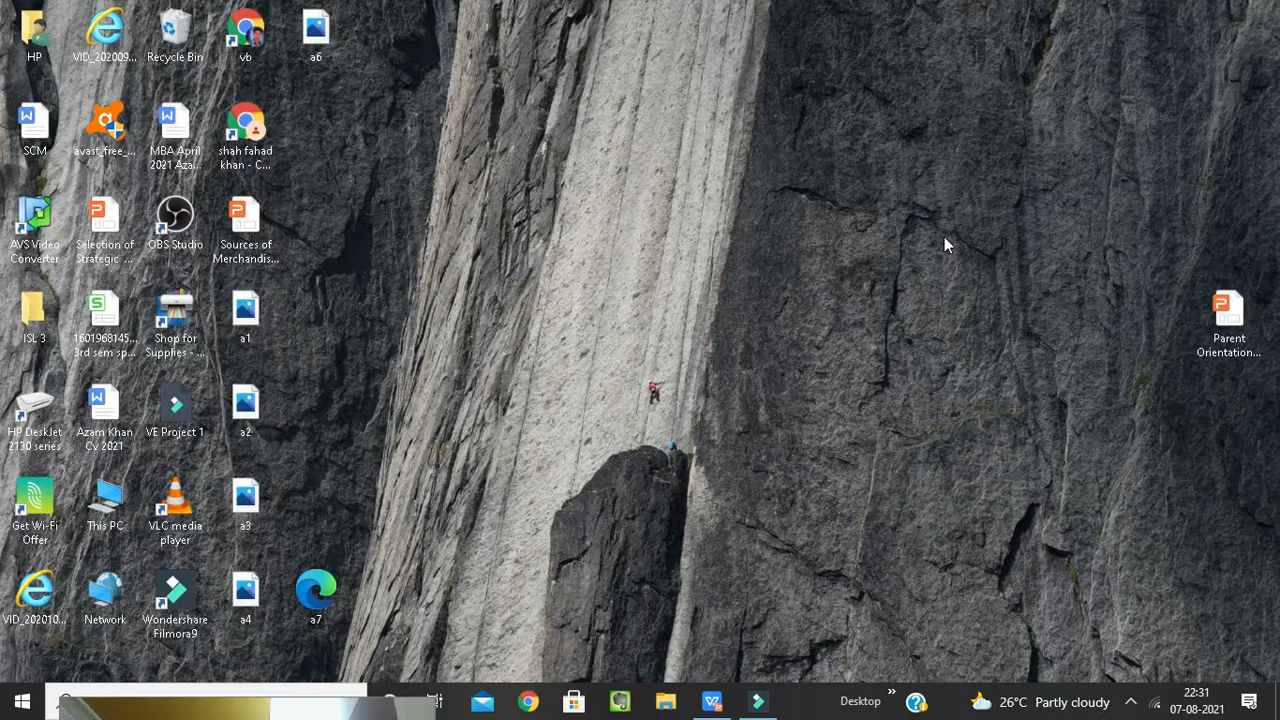 HP
VID_202009...
Recycle Bin
vb
a6
SCM
avast_free_...
MBA April
2021 Aza...
shah fahad
khan - C...
AVS Video
Converter
Selection of
Strategic ...
OBS Studio
Sources of
Merchandis...
ISL 3
1601968145...
3rd sem sp...
Shop for
Supplies - ...
a1
Parent
Orientation...
HP DeskJet
2130 series
Azam Khan
Cv 2021
VE Project 1
a2
Get Wi-Fi
Offer
This PC
VLC media
player
a3
VID_202010...
Network
Wondershare
Filmora9
a4
a7
Desktop
26°C Partly cloudy
22:31
07-08-2021